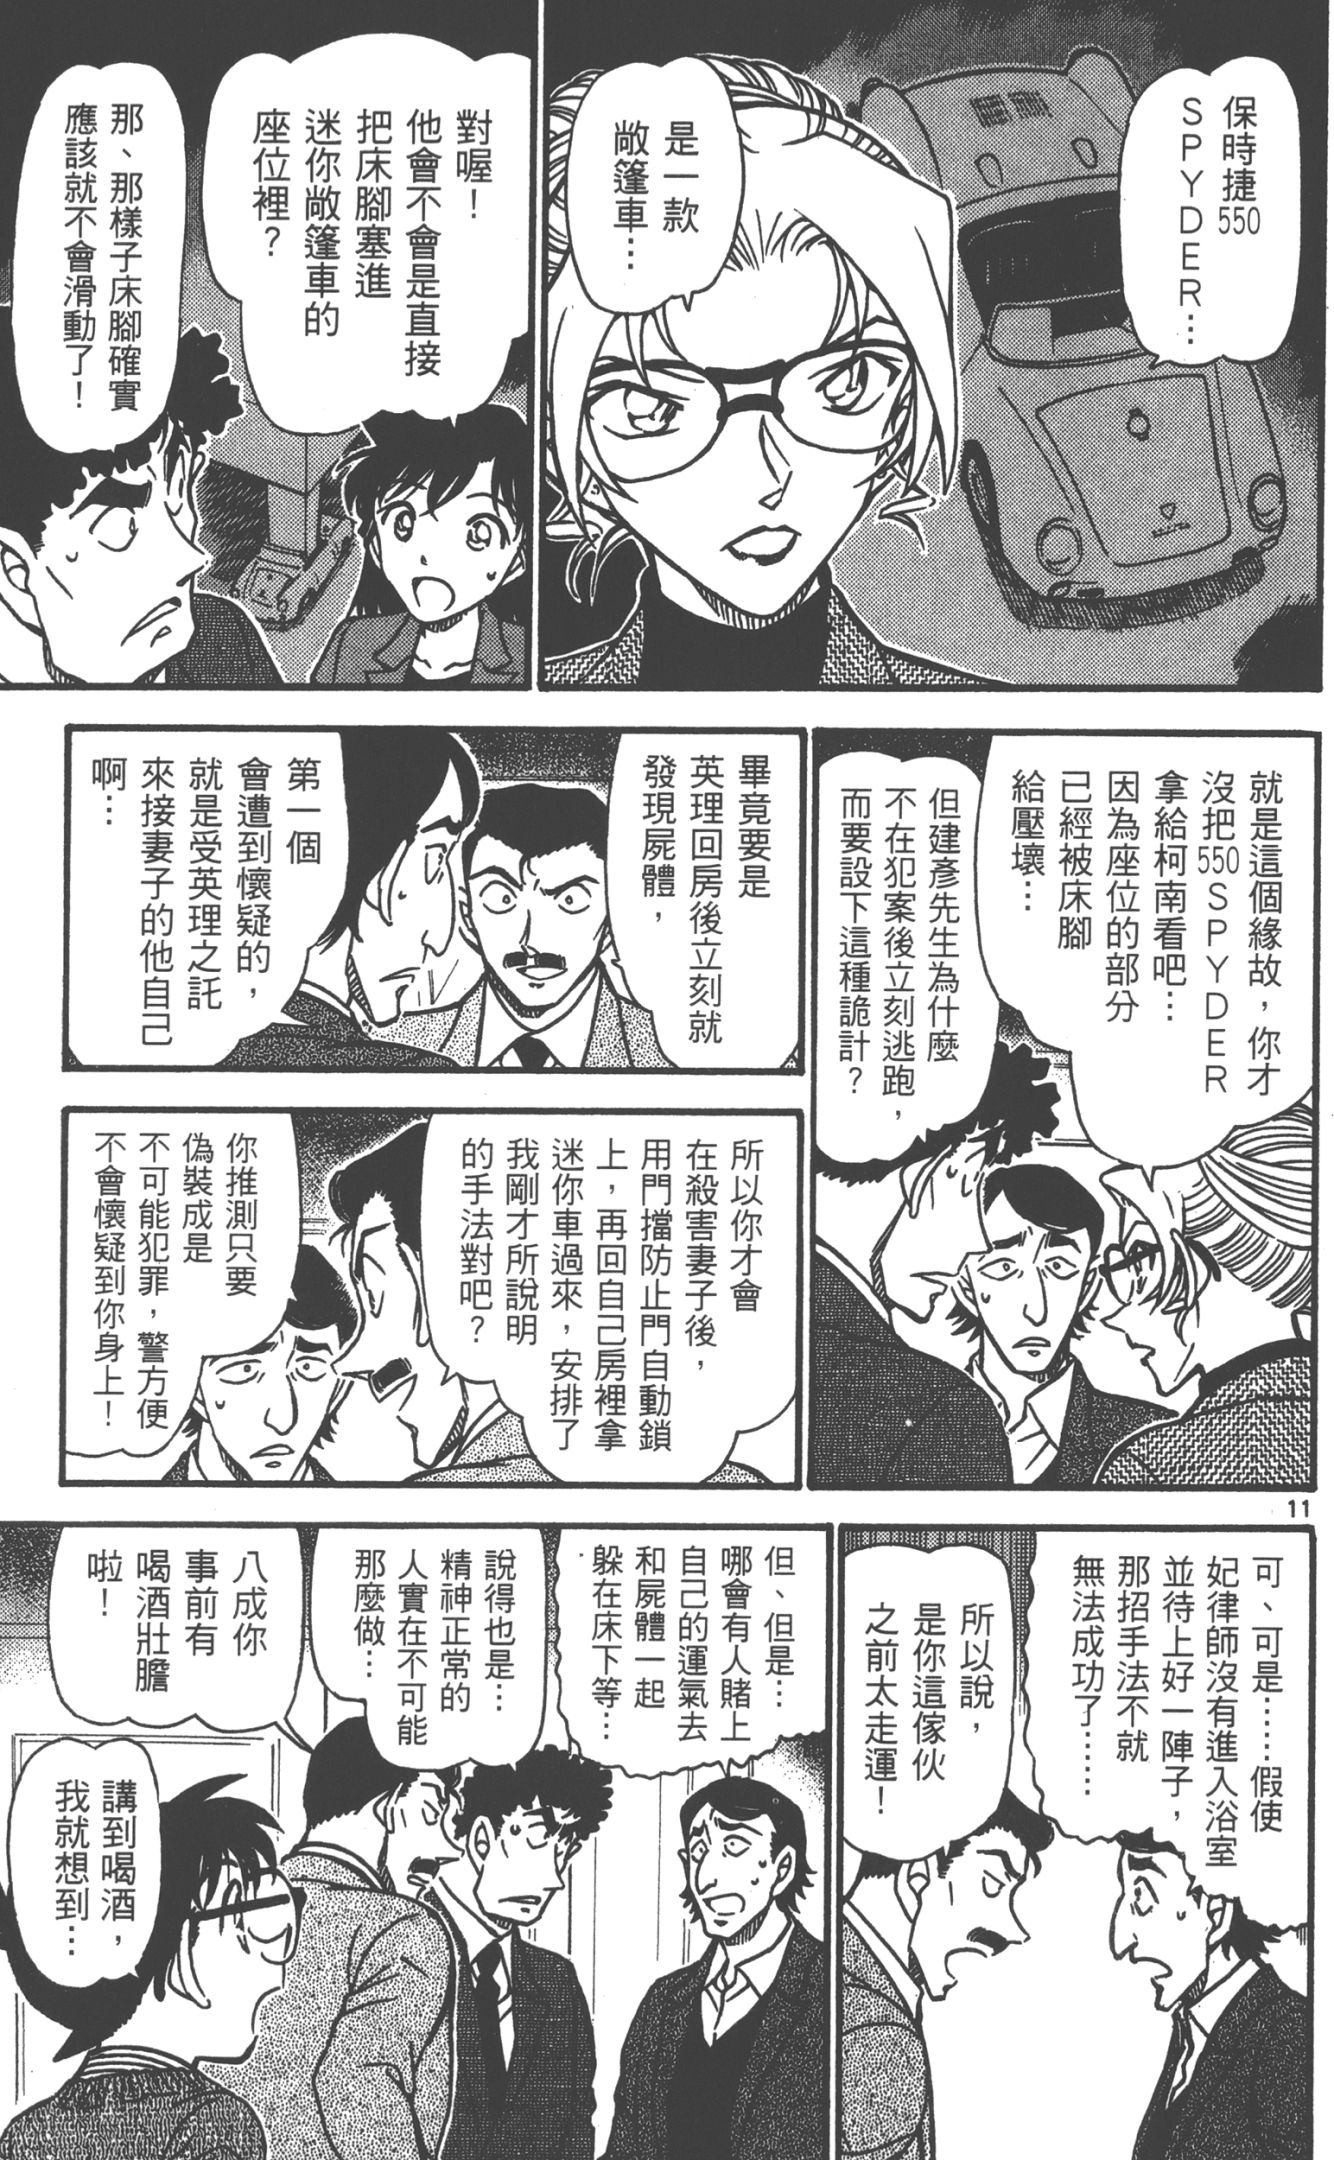 保時捷550
SPYDER…
是一款
敞篷車…
對喔！
他會不會是直接
把床腳塞進
迷你敞篷車的
座位裡？
那、那樣子床腳確實
應該就不會滑動了！
就是這個緣故，你才
沒把550SPYDER
拿給柯南看吧…
因為座位的部分
已經被床腳
給壓壞…
但建彥先生為什麼
不在犯案後立刻逃跑，
而要設下這種詭計？
畢竟要是
英理回房後立刻就
發現屍體，
第一個
會遭到懷疑的，
就是受英理之託
來接妻子的他自己
啊…
所以你才會
在殺害妻子後，
用門擋防止門自動鎖
上，再回自己房裡拿
迷你車過來，安排了
我剛才所說明
的手法對吧？
你推測只要
偽裝成是
不可能犯罪，警方便
不會懷疑到你身上！
11
可、可是……假使
妃律師沒有進入浴室
並待上好一陣子，
那招手法不就
無法成功了……
所以說，
是你這傢伙
之前太走運！
但、但是…
哪會有人賭上
自己的運氣去
和屍體一起
躲在床下等…
說得也是…
精神正常的
人實在不可能
那麼做…
八成你
事前有
喝酒壯膽
啦！
講到喝酒，
我就想到…